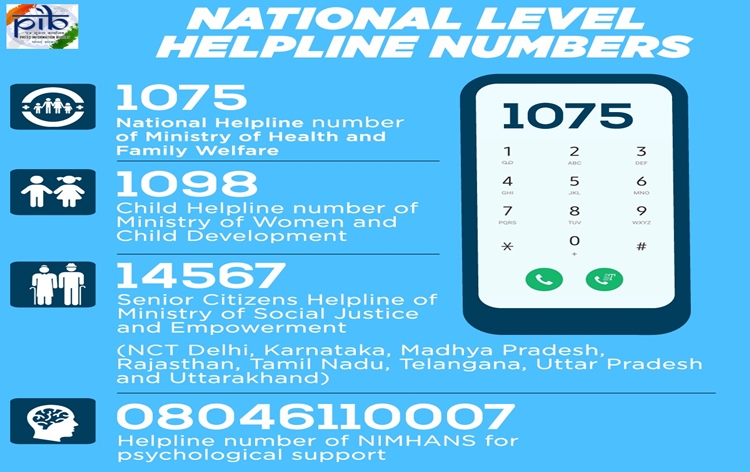 pib
PRESS INFORMATION BUREAU
NATIONAL LEVEL
HELPLINE NUMBERS
1075
National Helpline number
of Ministry of Health and
Family Welfare
1098
Child Helpline number of
Ministry of Women and
Child Development
14567
Senior Citizens Helpline of
Ministry of Social Justice
and Empowerment
(NCT Delhi, Karnataka, Madhya Pradesh,
Rajasthan, Tamil Nadu, Telangana, Uttar Pradesh
and Uttarakhand)
08046110007
Helpline number of NIMHANS for
psychological support
1075
1 2 3
ABC DEF
4 5 6
GHI JKL MNO
7 8 9
PQRS TUV WXYZ
* 0 #
+